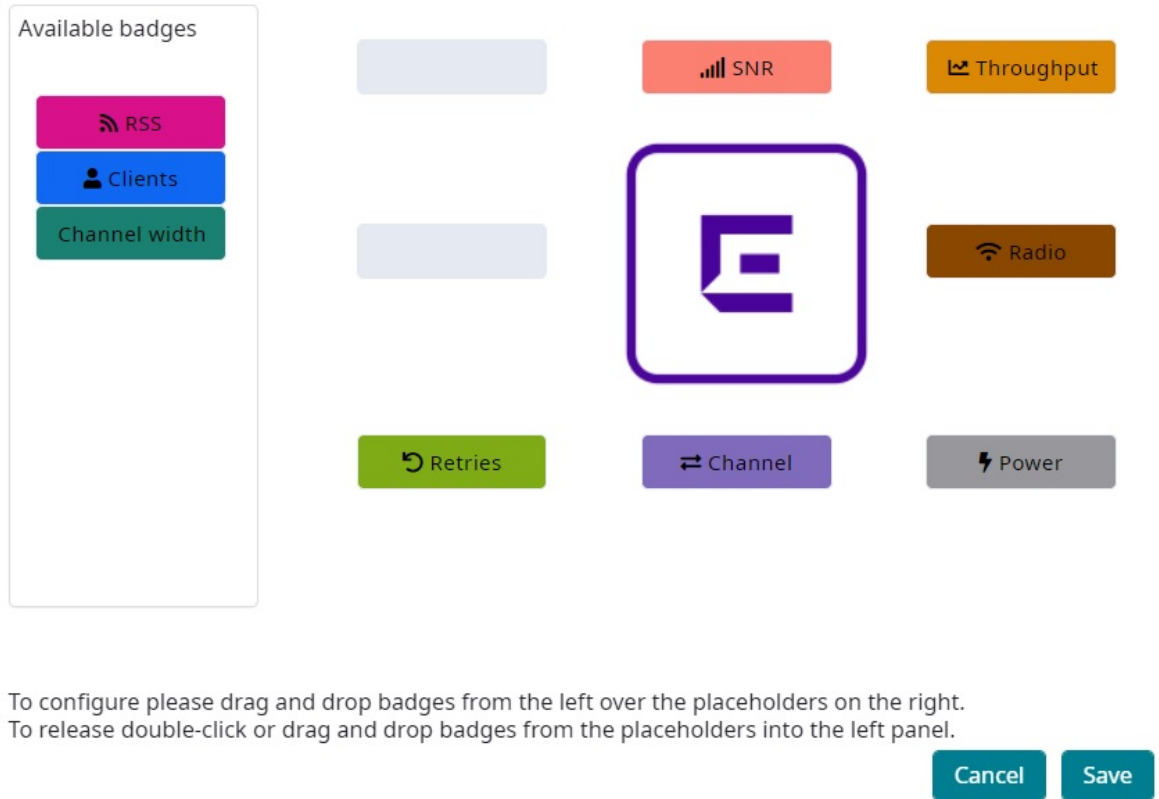 Available badges
RSS
Clients
Channel width
SNR
Throughput
Radio
Retries
Channel
Power
To configure please drag and drop badges from the left over the placeholders on the right.
To release double-click or drag and drop badges from the placeholders into the left panel.
Cancel
Save